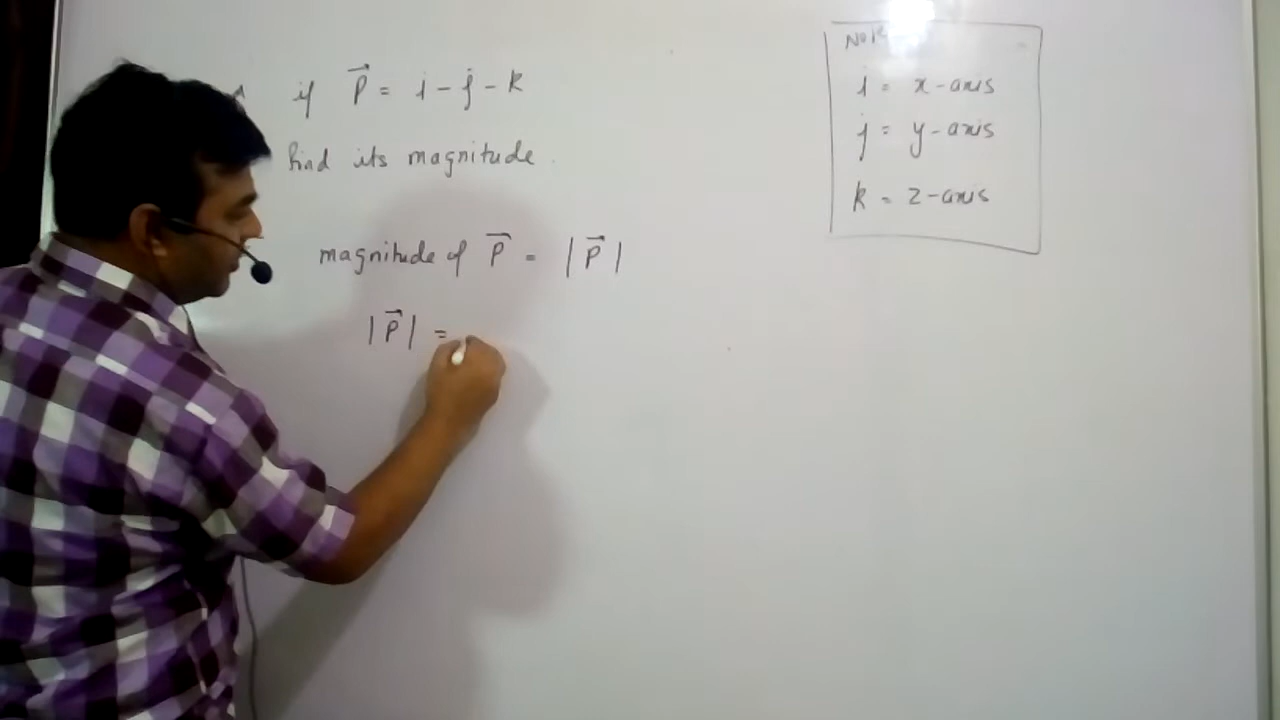 if P⃗ = i - j - k
find its magnitude.
magnitude of P⃗ = |P⃗|
|P⃗| =
Note
i = x-axis
j = y-axis
k = z-axis